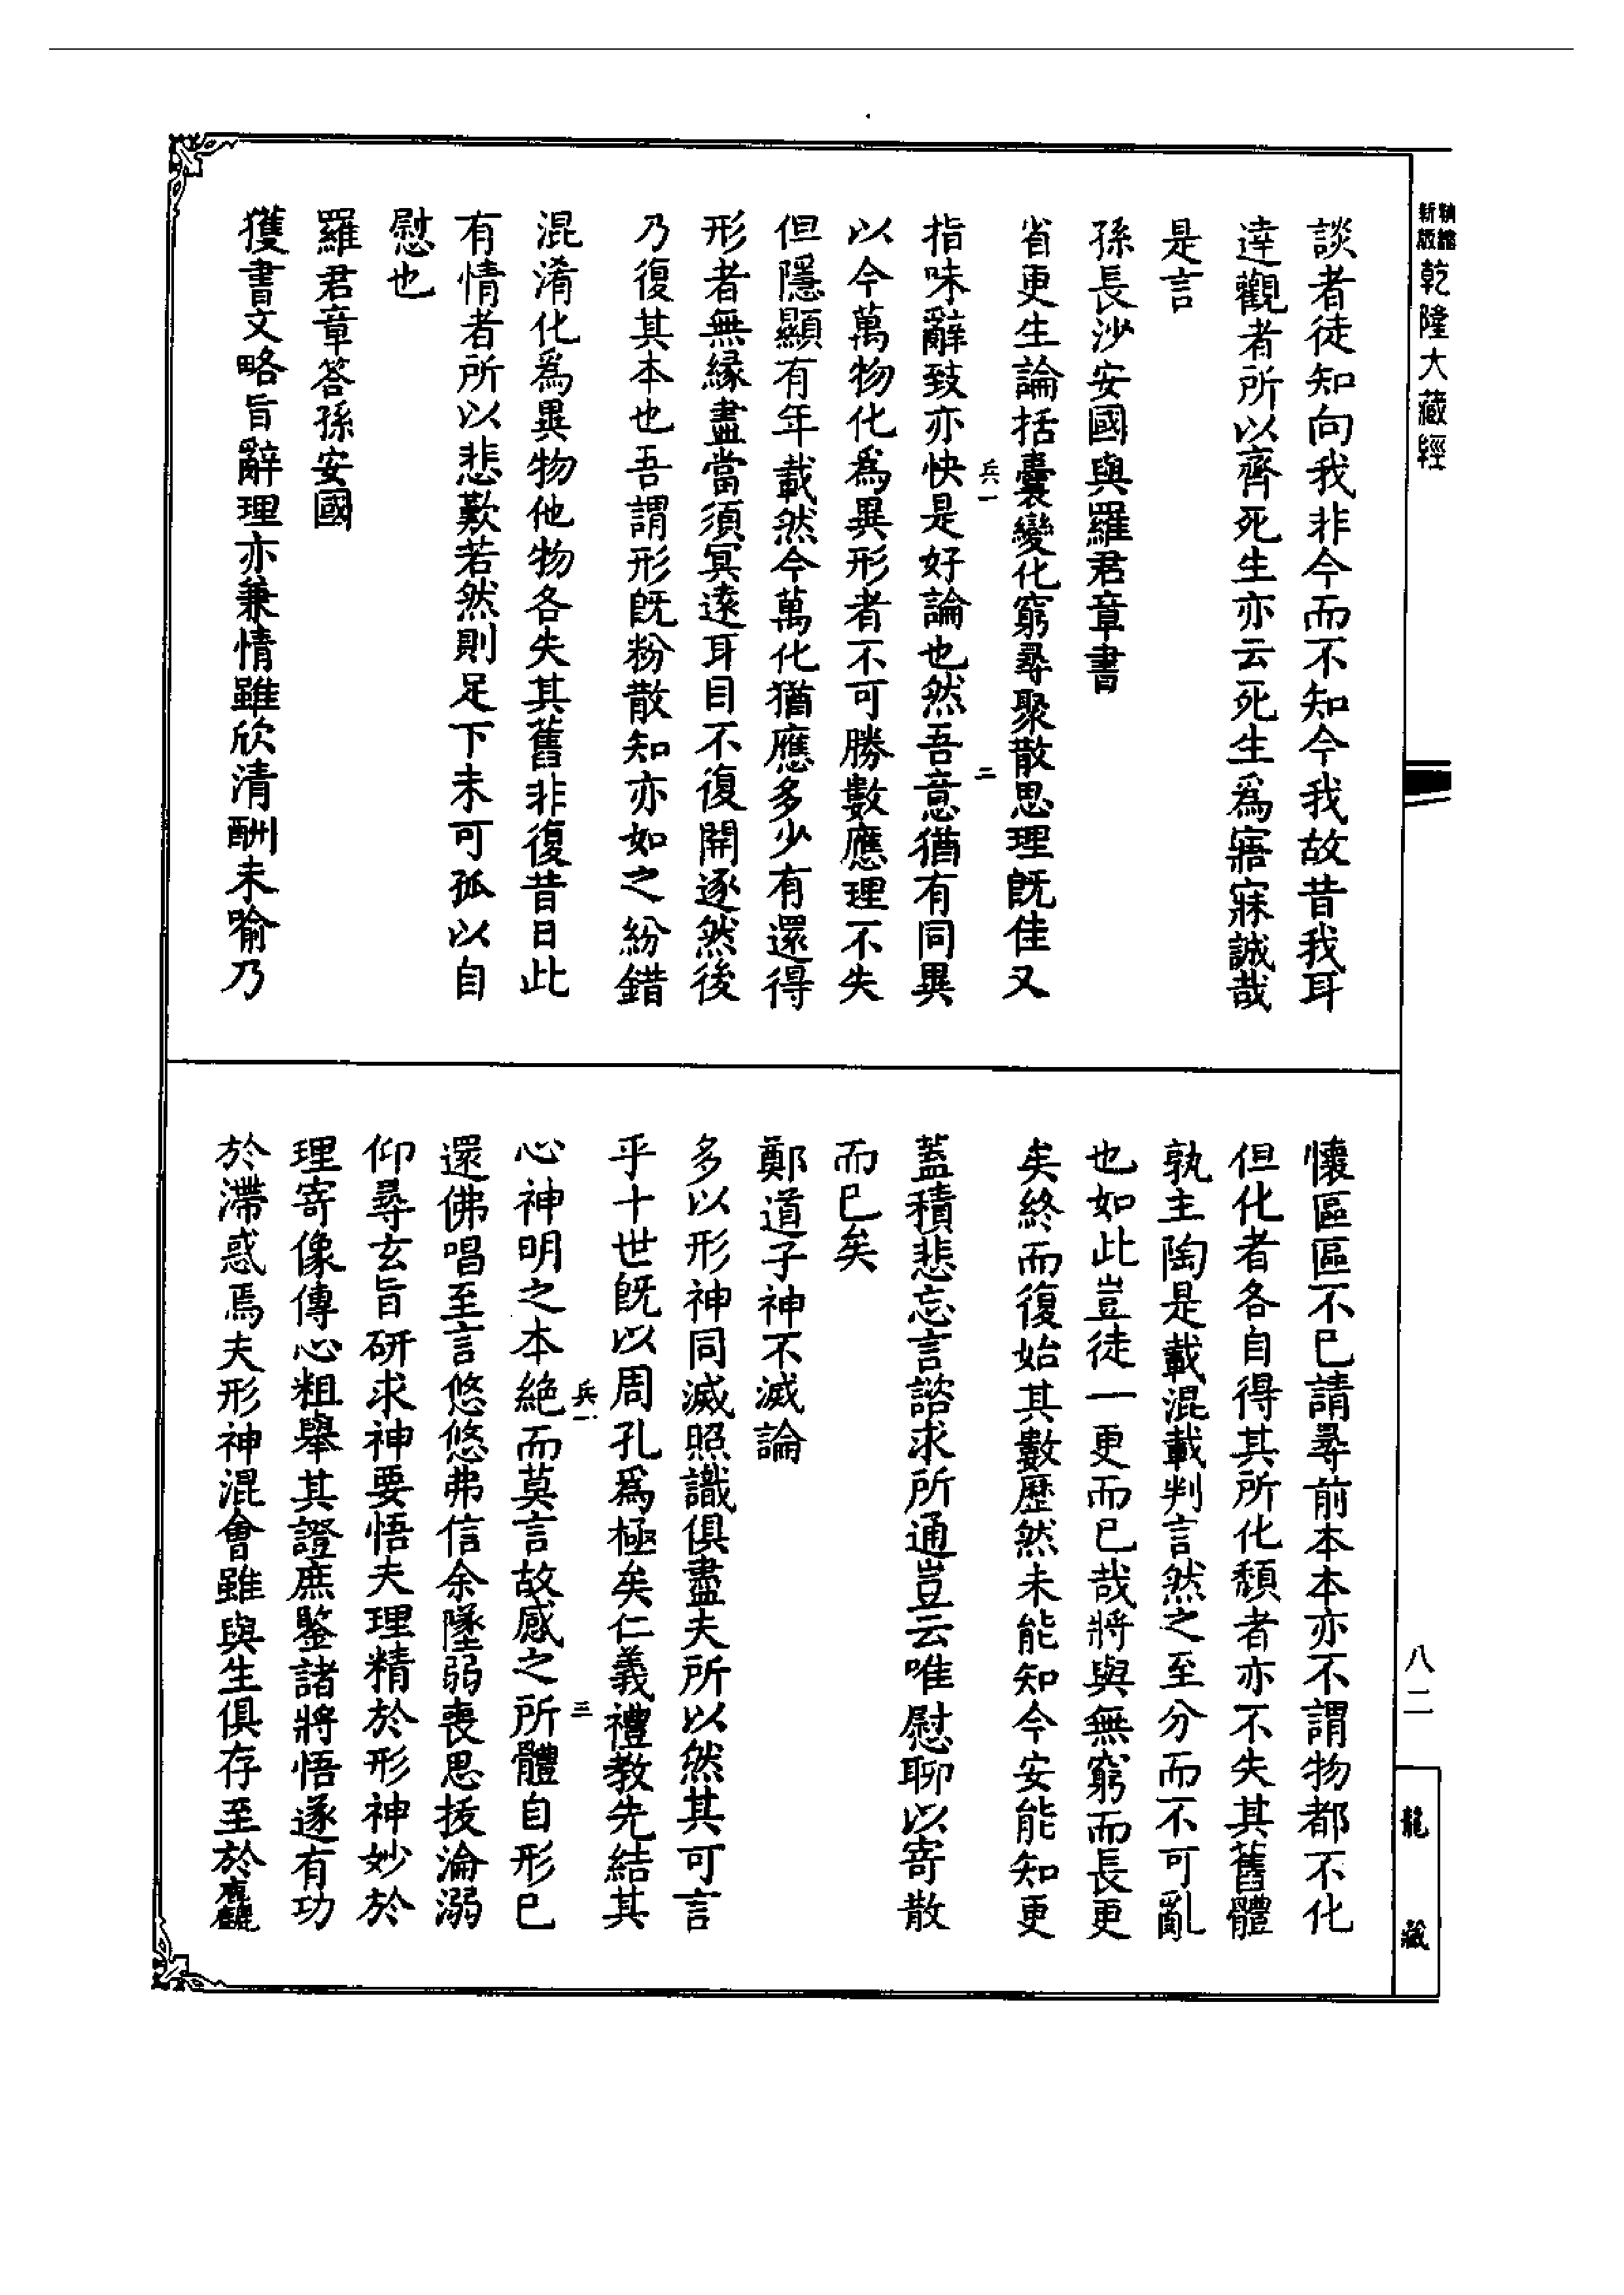 精縮新版乾隆大藏經
談者徒知向我非今而不知今我故昔我耳
達觀者所以齊死生亦云死生爲寤寐誠哉
是言
孫長沙安國與羅君章書
省更生論括囊變化窮尋聚散思理旣佳又
兵一 二
指味辭致亦快是好論也然吾意猶有同異
以今萬物化爲異形者不可勝數應理不失
但隱顯有年載然今萬化猶應多少有還得
形者無縁盡當須冥遠耳目不復開逐然後
乃復其本也吾謂形旣粉散知亦如之紛錯
混淆化爲異物他物各失其舊非復昔日此
有情者所以悲歎若然則足下未可孤以自
慰也
羅君章答孫安國
獲書文略旨辭理亦兼情雖欣清酬未喻乃
懷區區不已請尋前本本亦不謂物都不化
但化者各自得其所化頹者亦不失其舊體
孰主陶是載混載判言然之至分而不可亂
也如此豈徒一更而已哉將與無窮而長更
矣終而復始其數歷然未能知今安能知更
蓋積悲忘言諮求所通豈云唯慰聊以寄散
而已矣
鄭道子神不滅論
多以形神同滅照識俱盡夫所以然其可言
乎十世旣以周孔爲極矣仁義禮教先結其
兵一 三
心神明之本絶而莫言故感之所體自形已
還佛唱至言悠悠弗信余墜弱喪思拔淪溺
仰尋玄旨研求神要悟夫理精於形神妙於
理寄像傳心粗舉其證庶鑒諸將悟遂有功
於滯惑焉夫形神混會雖與生俱存至於麤
八二
龍藏